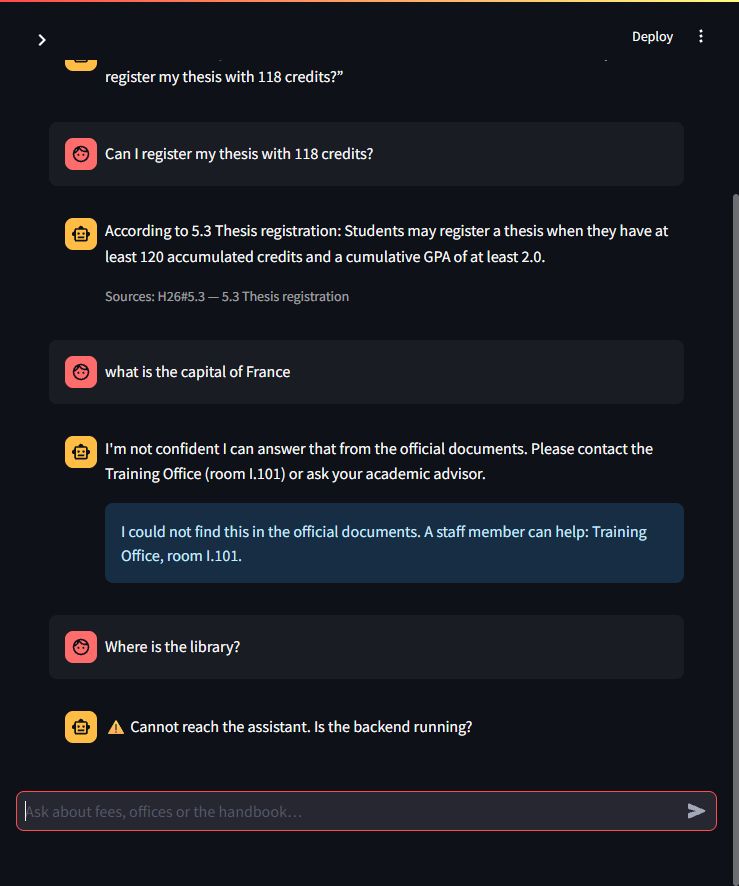 Deploy
register my thesis with 118 credits?”
Can I register my thesis with 118 credits?
According to 5.3 Thesis registration: Students may register a thesis when they have at
least 120 accumulated credits and a cumulative GPA of at least 2.0.
Sources: H26#5.3 — 5.3 Thesis registration
what is the capital of France
I'm not confident I can answer that from the official documents. Please contact the
Training Office (room I.101) or ask your academic advisor.
I could not find this in the official documents. A staff member can help: Training
Office, room I.101.
Where is the library?
Cannot reach the assistant. Is the backend running?
Ask about fees, offices or the handbook…